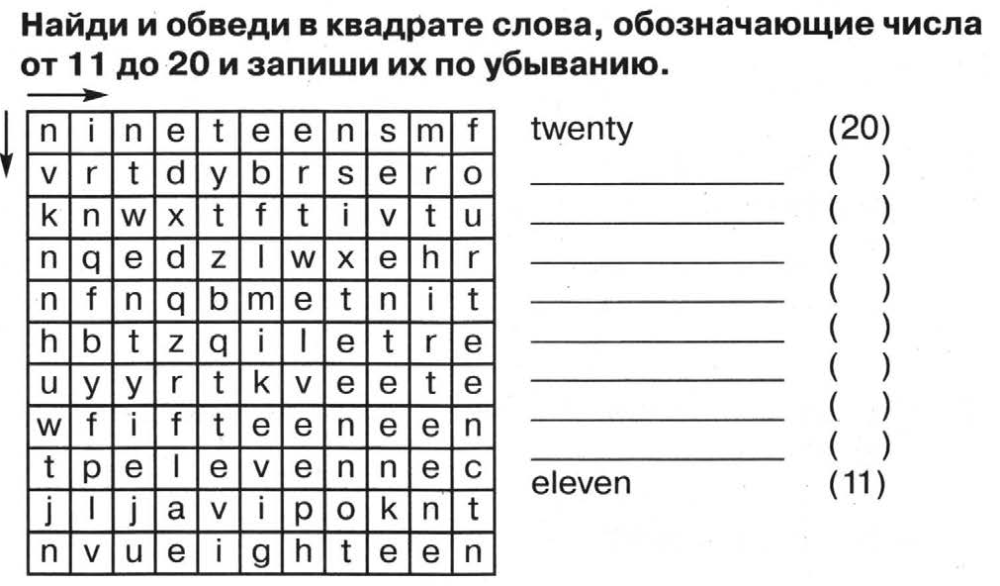 Найди и обведи в квадрате слова, обозначающие числа
от 11 до 20 и запиши их по убыванию.
n i n e t e e n s m f
v r t d y b r s e r o
k n w x t f t i v t u
n q e d z l w x e h r
n f n q b m e t n i t
h b t z q i l e t r e
u y y r t k v e e t e
w f i f t e e n e e n
t p e l e v e n n e c
j l j a v i p o k n t
n v u e i g h t e e n
twenty (20)
( )
( )
( )
( )
( )
( )
( )
( )
eleven (11)